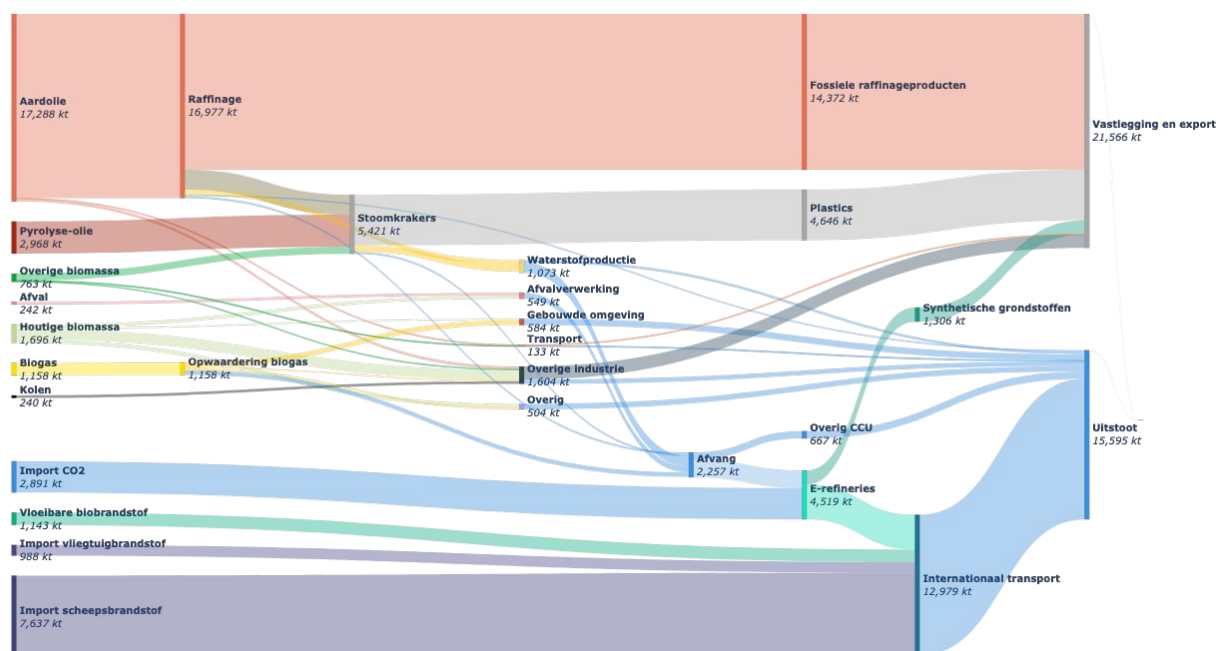 Aardolie
17,288 kt
Raffinage
16,977 kt
Fossiele raffinageproducten
14,372 kt
Vastlegging en export
21,566 kt
Pyrolyse-olie
2,968 kt
Stoomkrakers
5,421 kt
Plastics
4,646 kt
Overige biomassa
763 kt
Waterstofproductie
1,073 kt
Afval
242 kt
Afvalverwerking
549 kt
Houtige biomassa
1,696 kt
Gebouwde omgeving
584 kt
Synthetische grondstoffen
1,306 kt
Transport
133 kt
Biogas
1,158 kt
Opwaardering biogas
1,158 kt
Overige industrie
1,604 kt
Kolen
240 kt
Overig
504 kt
Overig CCU
667 kt
Uitstoot
15,595 kt
Import CO2
2,891 kt
Afvang
2,257 kt
E-refineries
4,519 kt
Vloeibare biobrandstof
1,143 kt
Import vliegtuigbrandstof
988 kt
Internationaal transport
12,979 kt
Import scheepsbrandstof
7,637 kt